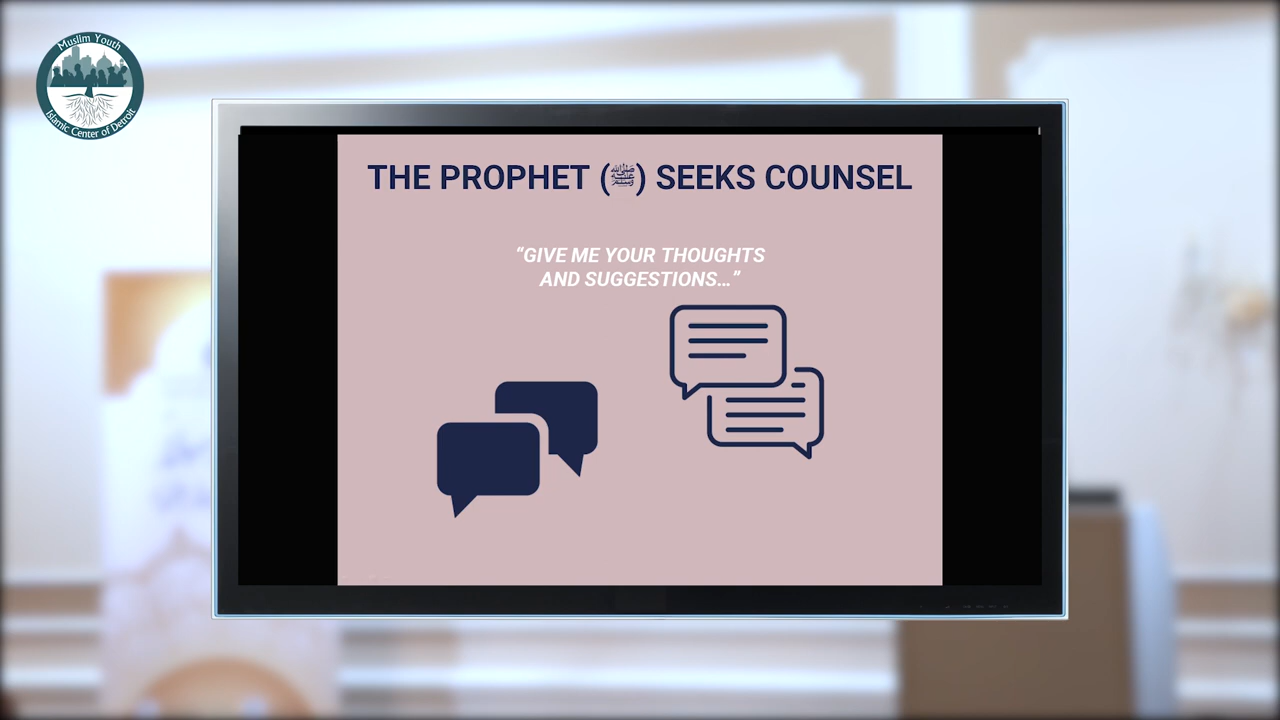 Muslim Youth
Islamic Center of Detroit
THE PROPHET (ﷺ) SEEKS COUNSEL
“GIVE ME YOUR THOUGHTS
AND SUGGESTIONS...”